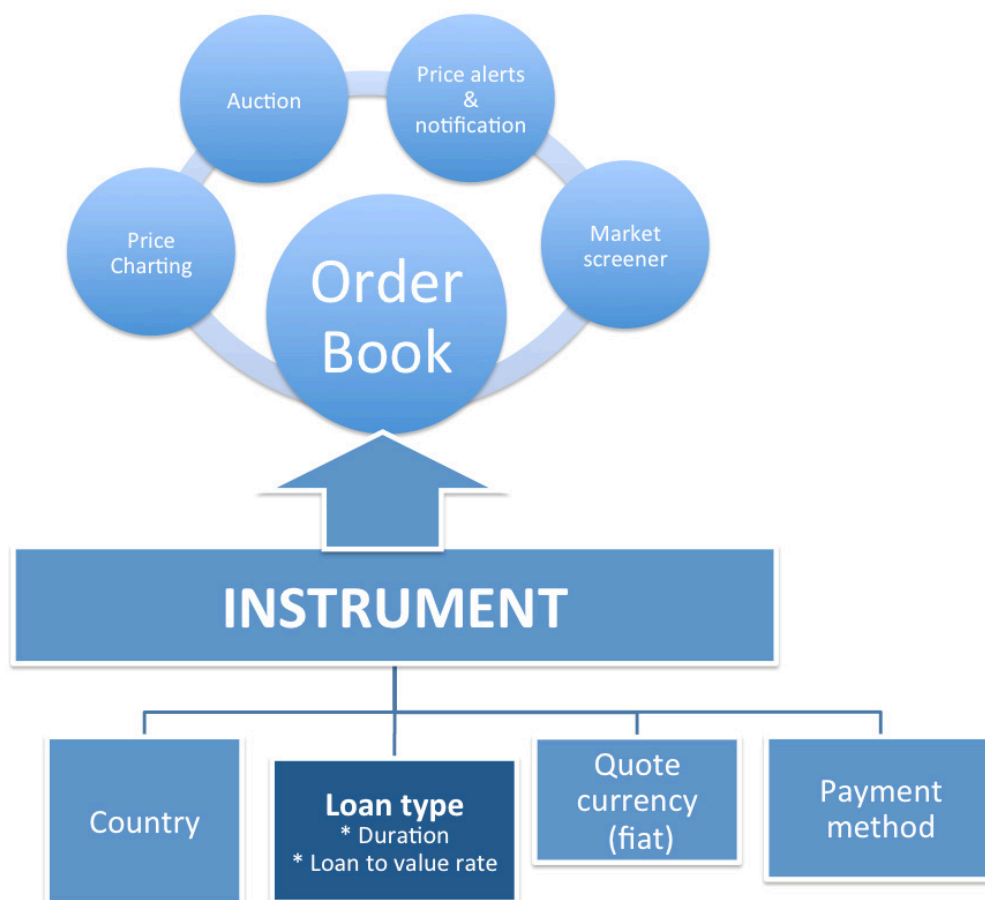 Auction
Price alerts
&
notification
Price
Charting
Market
screener
Order
Book
INSTRUMENT
Country
Loan type
* Duration
* Loan to value rate
Quote
currency
(fiat)
Payment
method